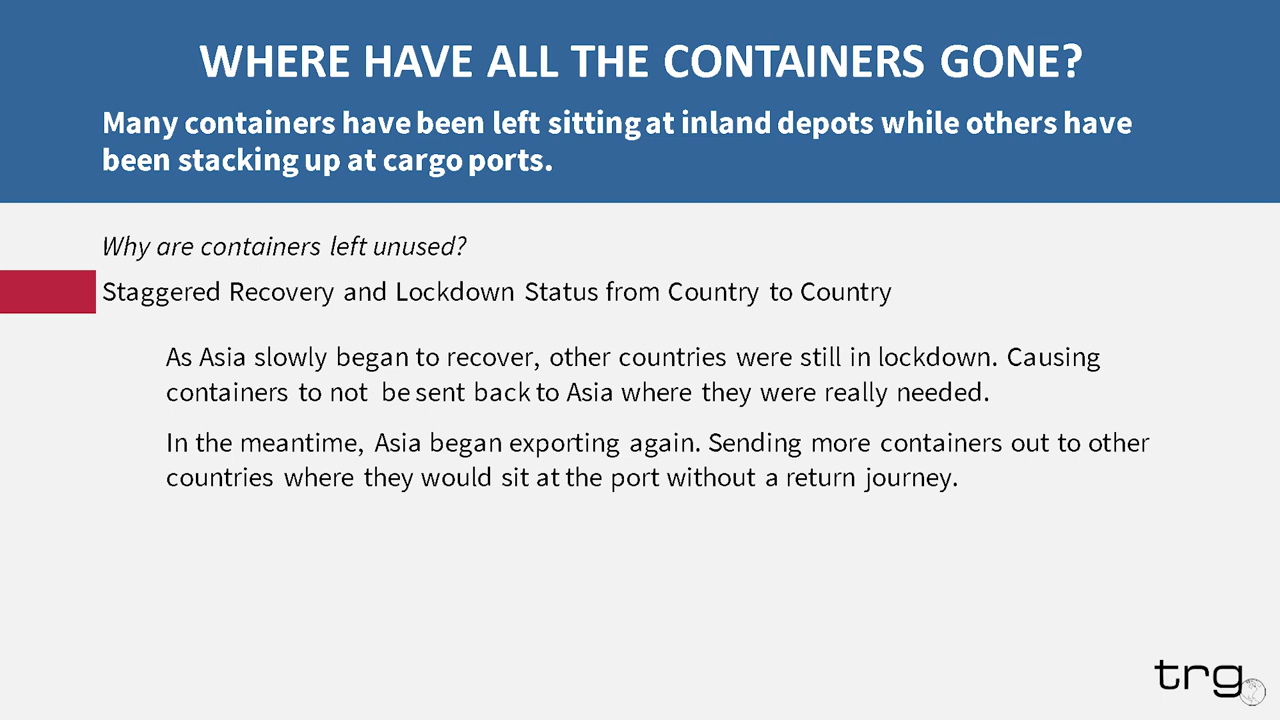 WHERE HAVE ALL THE CONTAINERS GONE?
Many containers have been left sitting at inland depots while others have
been stacking up at cargo ports.
Why are containers left unused?
Staggered Recovery and Lockdown Status from Country to Country
As Asia slowly began to recover, other countries were still in lockdown. Causing
containers to not be sent back to Asia where they were really needed.
In the meantime, Asia began exporting again. Sending more containers out to other
countries where they would sit at the port without a return journey.
trg